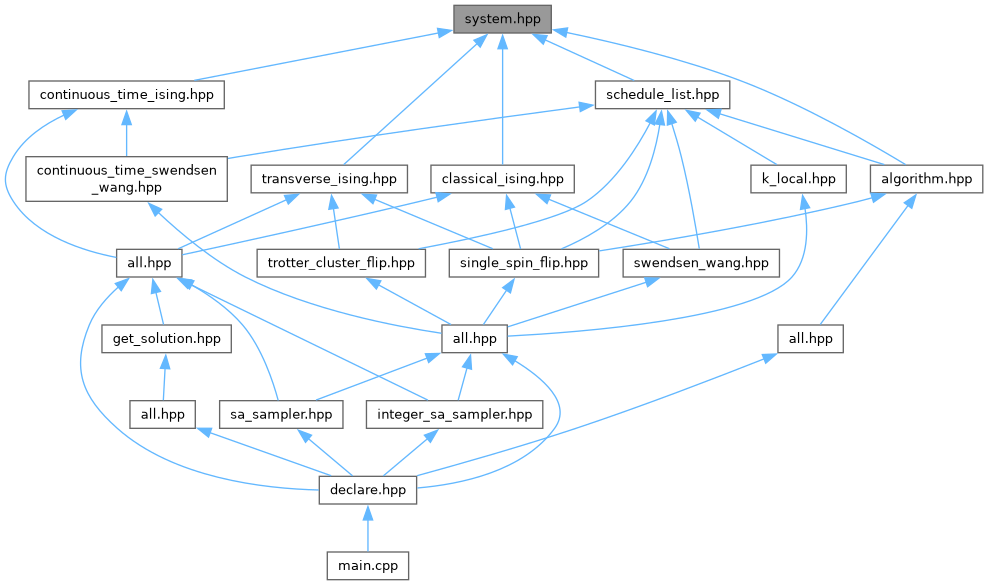 system.hpp
continuous_time_ising.hpp
schedule_list.hpp
continuous_time_swendsen
_wang.hpp
transverse_ising.hpp
classical_ising.hpp
k_local.hpp
algorithm.hpp
all.hpp
trotter_cluster_flip.hpp
single_spin_flip.hpp
swendsen_wang.hpp
get_solution.hpp
all.hpp
all.hpp
all.hpp
sa_sampler.hpp
integer_sa_sampler.hpp
declare.hpp
main.cpp